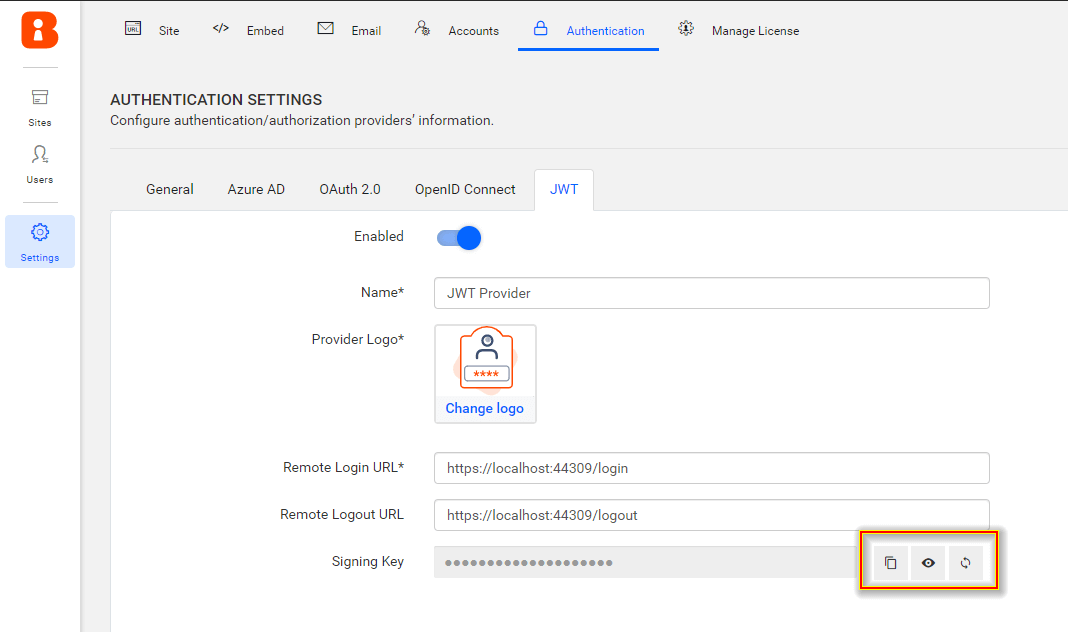 URL Site </> Embed Email Accounts Authentication Manage License
Sites
Users
Settings
AUTHENTICATION SETTINGS
Configure authentication/authorization providers’ information.
General Azure AD OAuth 2.0 OpenID Connect JWT
Enabled
Name* JWT Provider
Provider Logo*
****
Change logo
Remote Login URL* https://localhost:44309/login
Remote Logout URL https://localhost:44309/logout
Signing Key •••••••••••••••••••